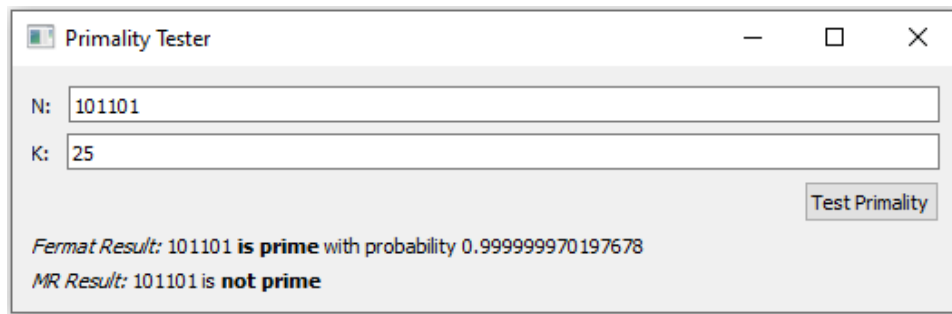 Primality Tester
N: 101101
K: 25
Test Primality
Fermat Result: 101101 is prime with probability 0.999999970197678
MR Result: 101101 is not prime